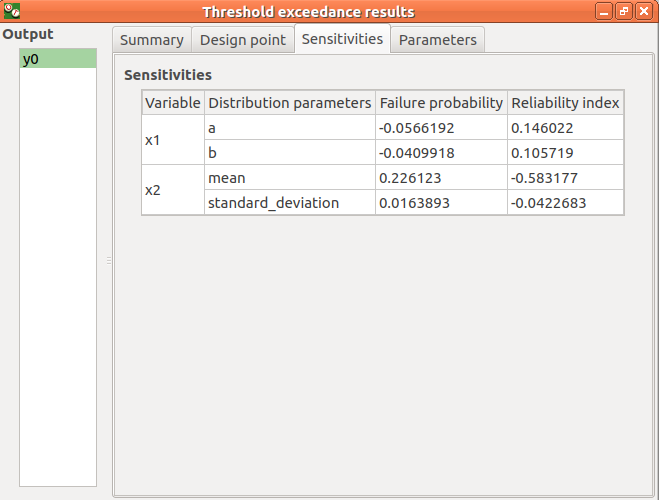 Threshold exceedance results
Output
y0
Summary Design point Sensitivities Parameters
Sensitivities
Variable Distribution parameters Failure probability Reliability index
x1 a -0.0566192 0.146022
b -0.0409918 0.105719
x2 mean 0.226123 -0.583177
standard_deviation 0.0163893 -0.0422683